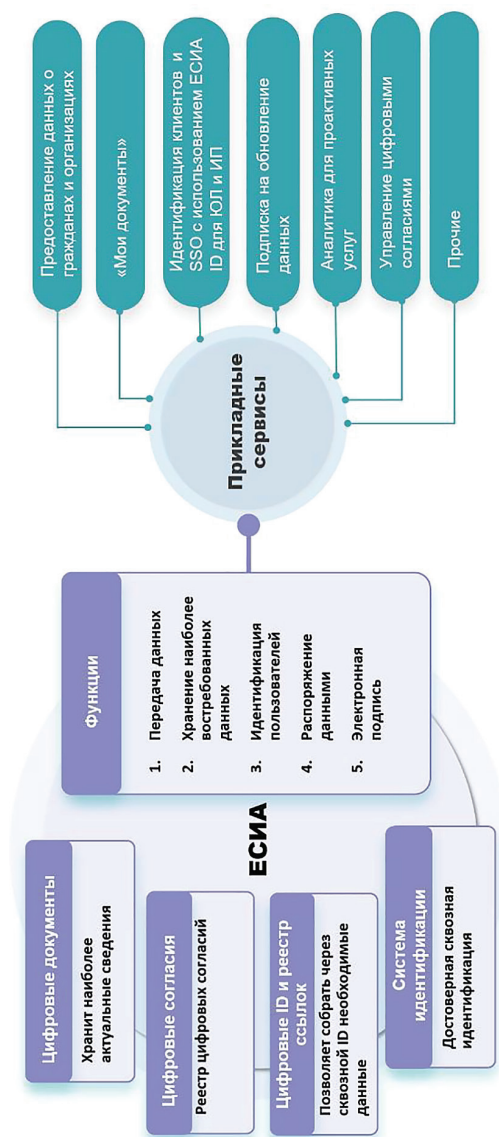 Цифровые документы
Хранит наиболее
актуальные сведения
Цифровые согласия
Реестр цифровых согласий
Цифровые ID и реестр
ссылок
Позволяет собрать через
сквозной ID необходимые
данные
Система
идентификации
Достоверная сквозная
идентификация
ЕСИА
Функции
1. Передача данных
2. Хранение наиболее
востребованных
данных
3. Идентификация
пользователей
4. Распоряжение
данными
5. Электронная
подпись
Прикладные
сервисы
Предоставление данных о
гражданах и организациях
«Мои документы»
Идентификация клиентов и
SSO с использованием ЕСИА
ID для ЮЛ и ИП
Подписка на обновление
данных
Аналитика для проактивных
услуг
Управление цифровыми
согласиями
Прочие